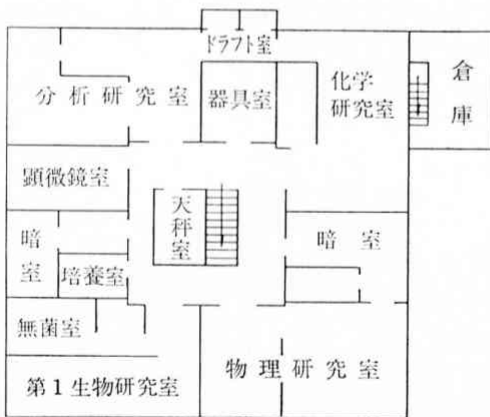 ドラフト室
分析研究室
器具室
化学
研究室
倉庫
顕微鏡室
天秤室
暗室
暗室
培養室
無菌室
物理研究室
第1生物研究室